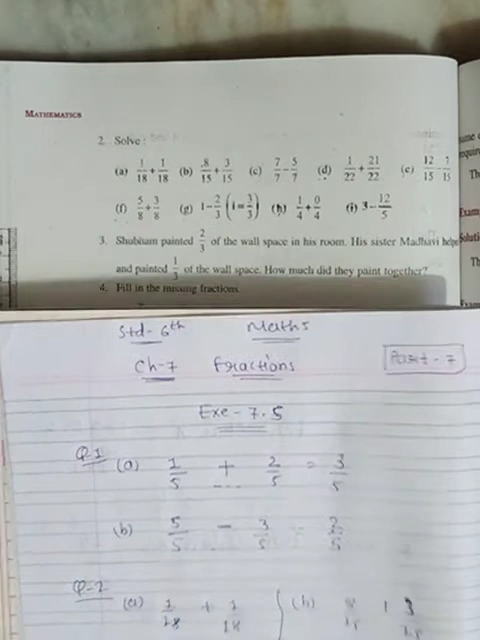 MATHEMATICS
2. Solve :
(a) 1/18 + 1/18 (b) 8/15 + 3/15 (c) 7/7 - 5/7 (d) 1/22 + 21/22 (e) 12/15 - 7/15
(f) 5/8 + 3/8 (g) 1 - 2/3 (1 = 3/3) (h) 1/4 + 0/4 (i) 3 - 12/5
3. Shubham painted 2/3 of the wall space in his room. His sister Madhavi helped
and painted 1/3 of the wall space. How much did they paint together?
4. Fill in the missing fractions.
Std-6th Maths
Ch-7 Fractions Part-7
Exe-7.5
Q.1 (a) 1/5 + 2/5 = 3/5
(b) 5/5 - 3/5 2/5
Q-2 (a) 1/18 + 1/18 (b)